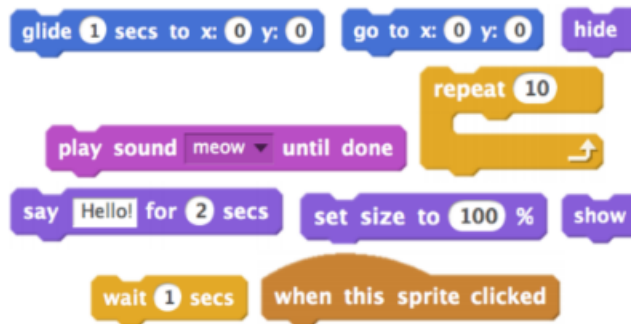 glide 1 secs to x: 0 y: 0
go to x: 0 y: 0
hide
repeat 10
play sound meow until done
say Hello! for 2 secs
set size to 100 %
show
wait 1 secs
when this sprite clicked